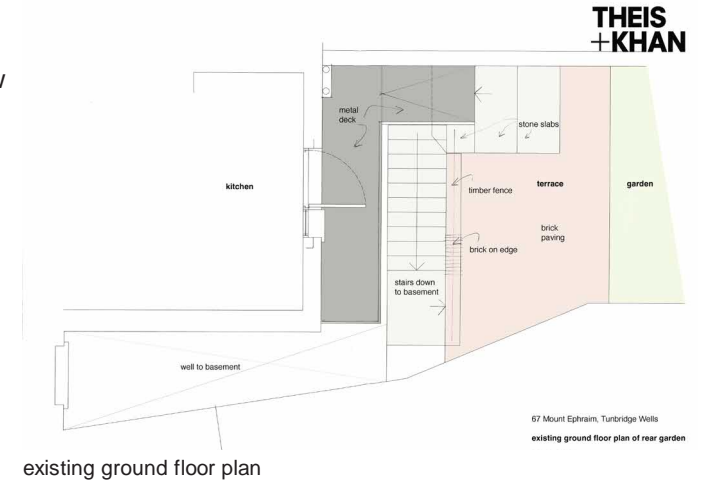 THEIS
+KHAN
metal
deck
stone slabs
kitchen
timber fence
terrace
garden
brick
paving
brick on edge
stairs down
to basement
well to basement
67 Mount Ephraim, Tunbridge Wells
existing ground floor plan of rear garden
existing ground floor plan